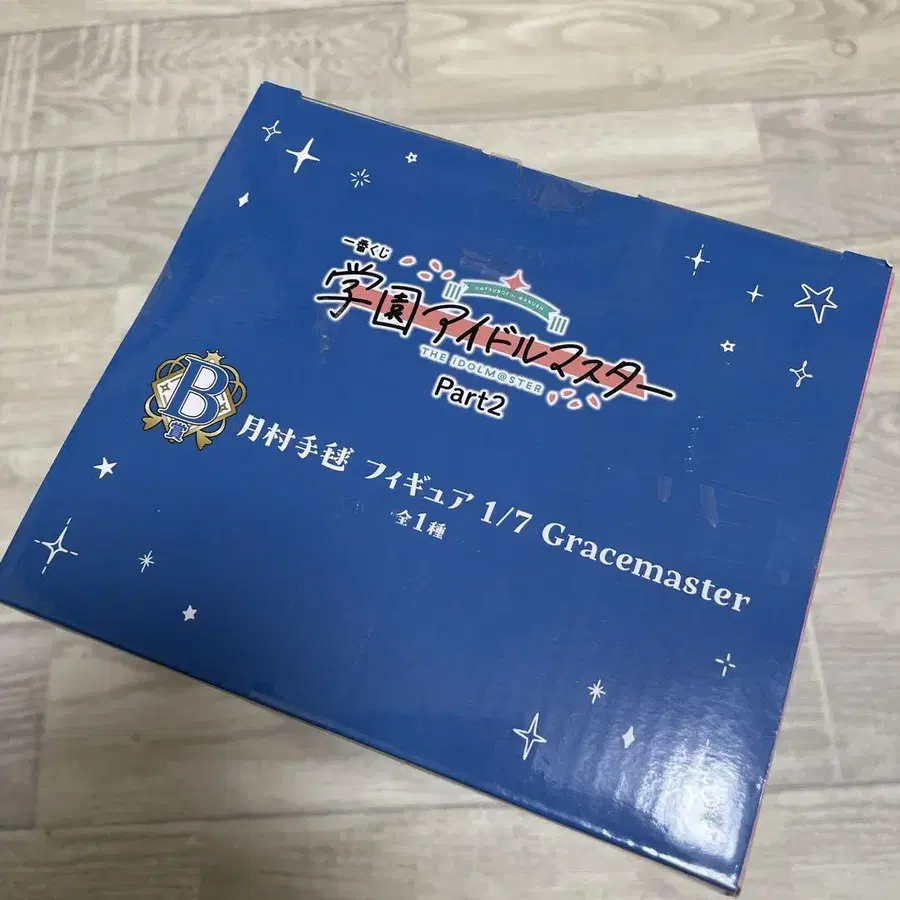 一番くじ
HATSUBOSHI GAKUEN
学園アイドルマスター
THE IDOLM@STER
Part2
B賞
月村手毬 フィギュア 1/7 Gracemaster
全1種